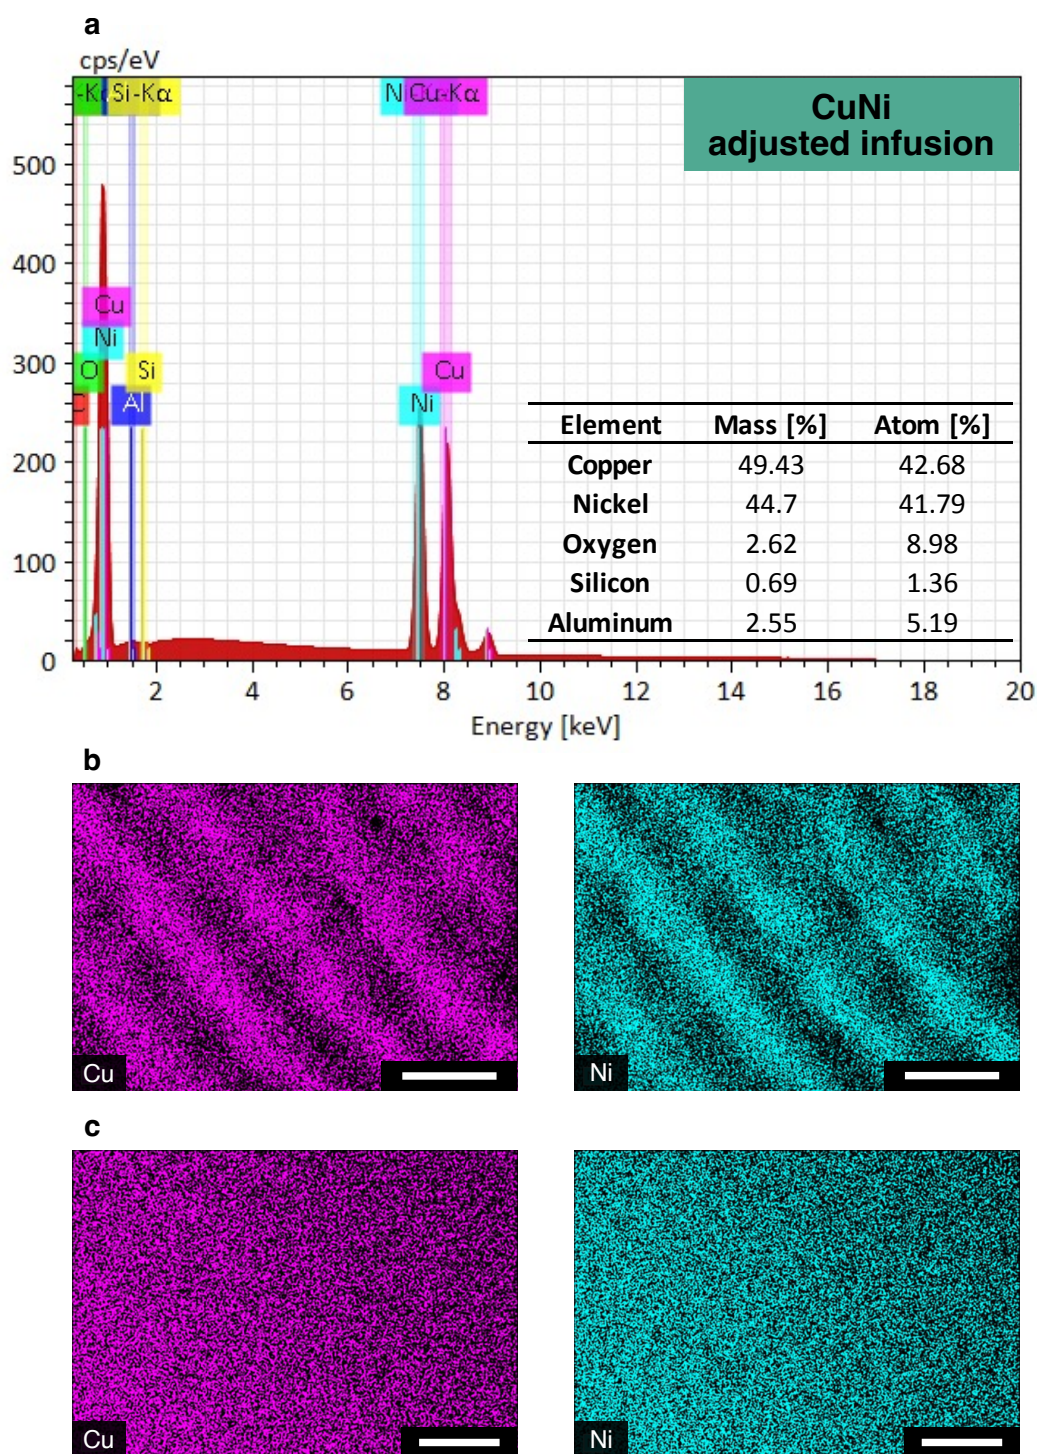 a
cps/eV
-Kα Si-Kα Ni Cu-Kα
CuNi
adjusted infusion
500
400
300
200
100
0
Cu
Ni
O Si
C Al
Cu
Ni
Element Mass [%] Atom [%]
Copper 49.43 42.68
Nickel 44.7 41.79
Oxygen 2.62 8.98
Silicon 0.69 1.36
Aluminum 2.55 5.19
2 4 6 8 10 12 14 16 18 20
Energy [keV]
b
Cu Ni
c
Cu Ni